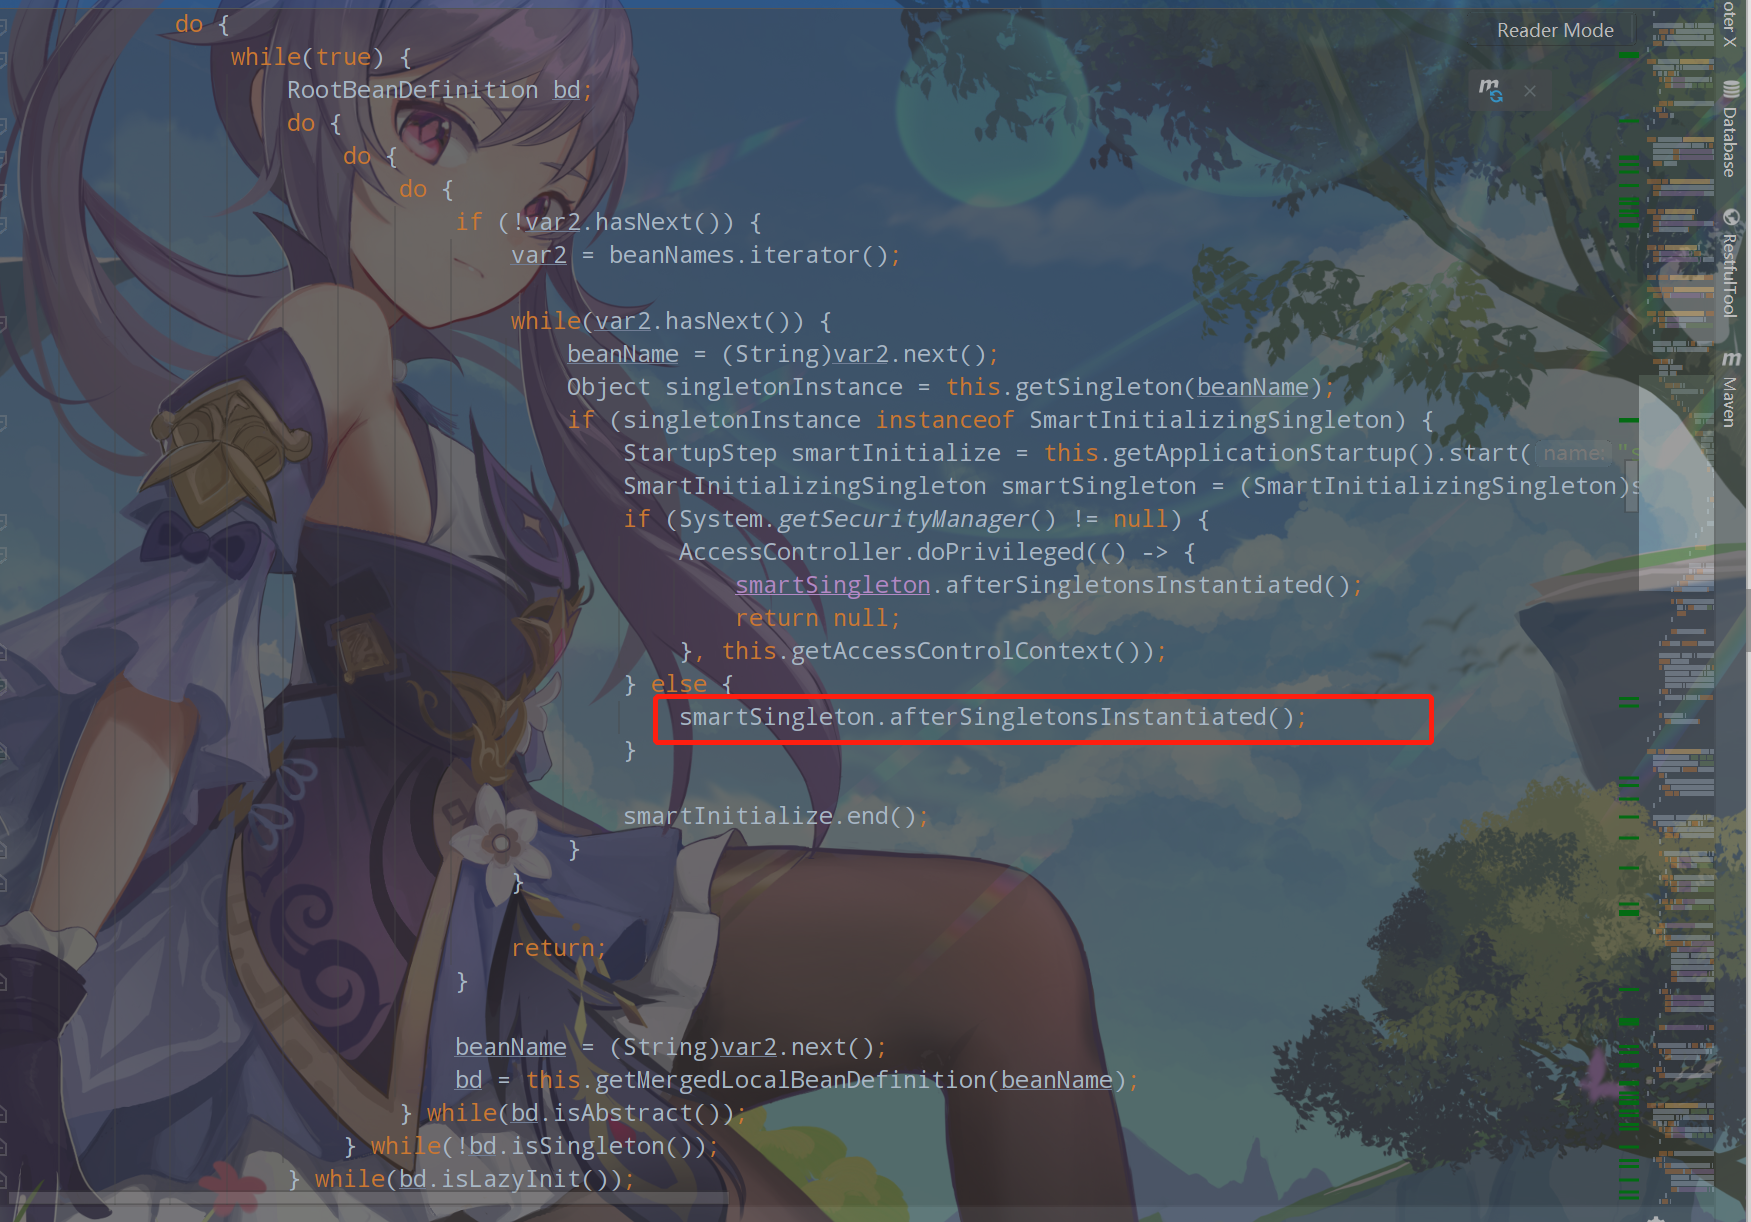 do {
while(true) {
RootBeanDefinition bd;
do {
do {
do {
if (!var2.hasNext()) {
var2 = beanNames.iterator();
while(var2.hasNext()) {
beanName = (String)var2.next();
Object singletonInstance = this.getSingleton(beanName);
if (singletonInstance instanceof SmartInitializingSingleton) {
StartupStep smartInitialize = this.getApplicationStartup().start( name: "s
SmartInitializingSingleton smartSingleton = (SmartInitializingSingleton)s
if (System.getSecurityManager() != null) {
AccessController.doPrivileged(() -> {
smartSingleton.afterSingletonsInstantiated();
return null;
}, this.getAccessControlContext());
} else {
smartSingleton.afterSingletonsInstantiated();
}
smartInitialize.end();
}
}
return;
}
beanName = (String)var2.next();
bd = this.getMergedLocalBeanDefinition(beanName);
} while(bd.isAbstract());
} while(!bd.isSingleton());
} while(bd.isLazyInit());
Reader Mode
m
oter X
Database
RestfulTool
m Maven